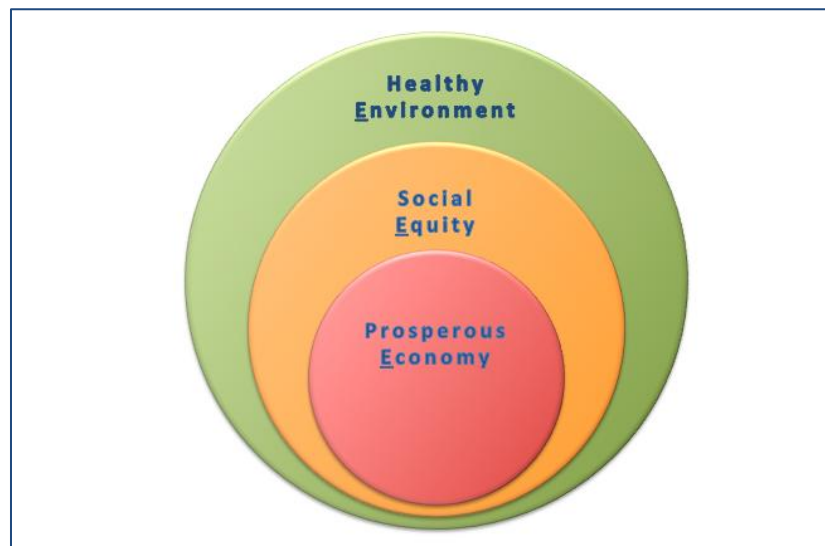 Healthy
Environment
Social
Equity
Prosperous
Economy